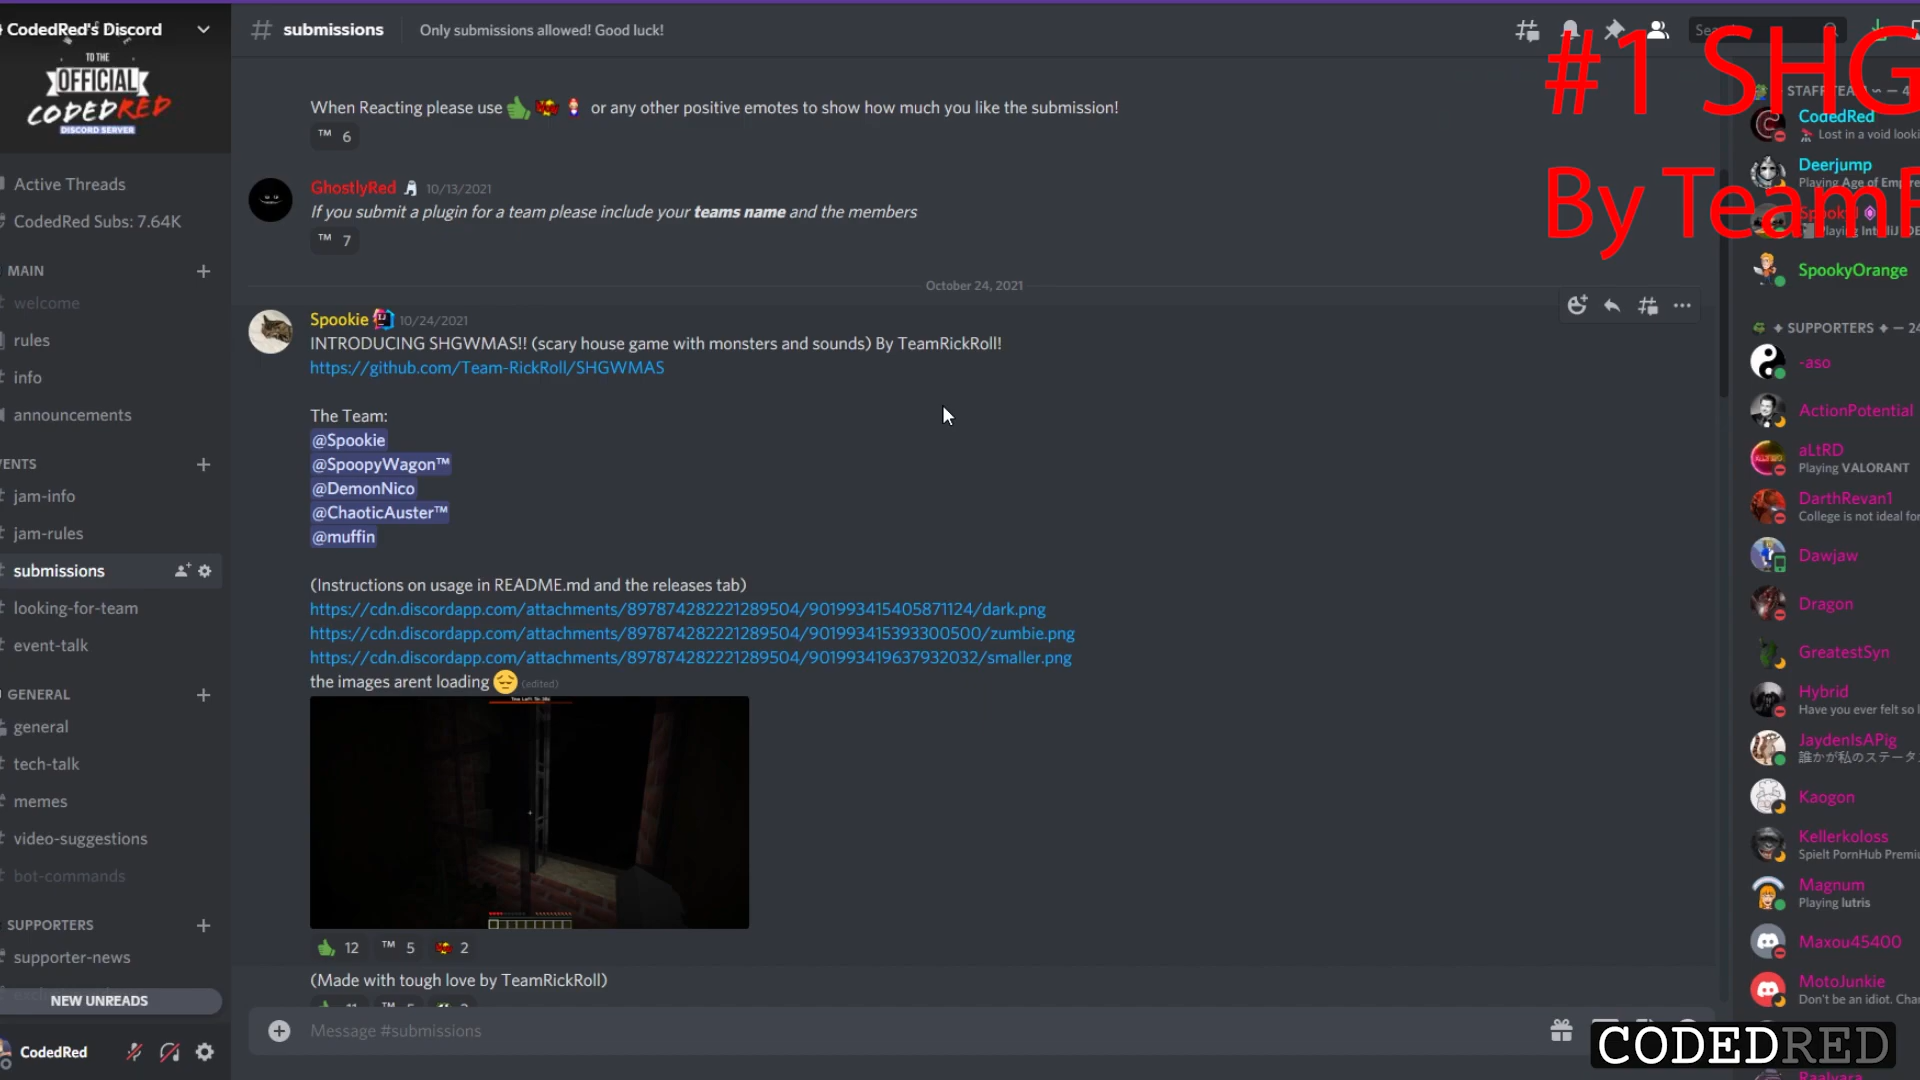 CodedRed's Discord
TO THE
OFFICIAL
CODEDRED
DISCORD SERVER
Active Threads
CodedRed Subs: 7.64K
MAIN
welcome
rules
info
announcements
VENTS
jam-info
jam-rules
submissions
looking-for-team
event-talk
GENERAL
general
tech-talk
memes
video-suggestions
bot-commands
SUPPORTERS
supporter-news
NEW UNREADS
CodedRed
submissions
Only submissions allowed! Good luck!
When Reacting please use or any other positive emotes to show how much you like the submission!
™ 6
GhostlyRed 10/13/2021
If you submit a plugin for a team please include your teams name and the members
™ 7
October 24, 2021
Spookie 10/24/2021
INTRODUCING SHGWMAS!! (scary house game with monsters and sounds) By TeamRickRoll!
https://github.com/Team-RickRoll/SHGWMAS
The Team:
@Spookie
@SpoopyWagon™
@DemonNico
@ChaoticAuster™
@muffin
(Instructions on usage in README.md and the releases tab)
https://cdn.discordapp.com/attachments/897874282221289504/901993415405871124/dark.png
https://cdn.discordapp.com/attachments/897874282221289504/901993415393300500/zumbie.png
https://cdn.discordapp.com/attachments/897874282221289504/901993419637932032/smaller.png
the images arent loading (edited)
12 ™ 5 2
(Made with tough love by TeamRickRoll)
Message #submissions
#1 SHG
By TeamR
STAFF TEAM — 4
CodedRed
Lost in a void looki
Deerjump
Playing Age of Empire
Playing IntelliJ IDE
SpookyOrange
SUPPORTERS — 24
-aso
ActionPotential
aLtRD
Playing VALORANT
DarthRevan1
College is not ideal for
Dawjaw
Dragon
GreatestSyn
Hybrid
Have you ever felt so l
JaydenIsAPig
誰かが私のステータ
Kaogon
Kellerkoloss
Spielt PornHub Premiu
Magnum
Playing lutris
Maxou45400
MotoJunkie
Don't be an idiot. Cha
CODEDRED